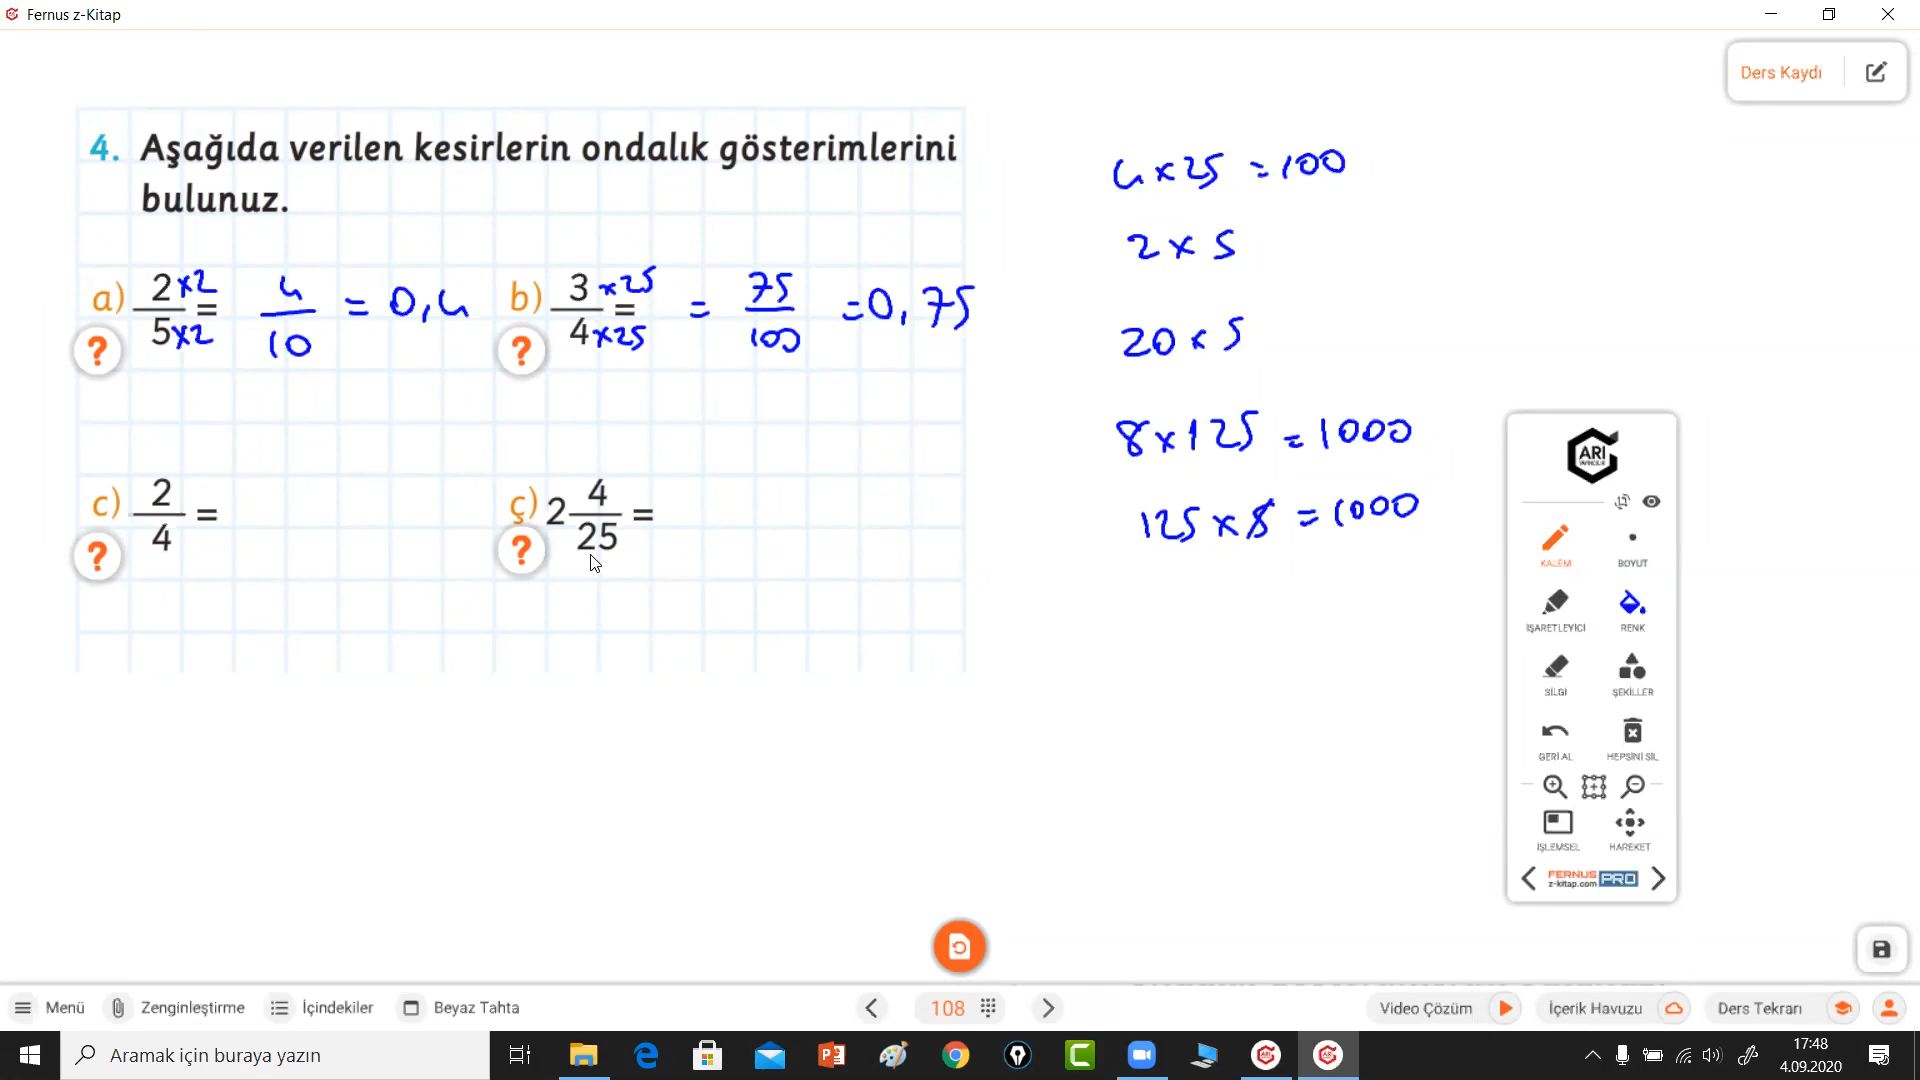 Fernus z-Kitap
Ders Kaydı
4. Aşağıda verilen kesirlerin ondalık gösterimlerini
bulunuz.
a) 2x2/5x2 = 4/10 = 0,4
b) 3x25/4x25 = = 75/100 =0,75
c) 2/4 =
ç) 2 4/25 =
? ? ? ?
4x25 =100
2x5
20x5
8x125 =1000
125x8 =1000
ARI
YAYINCILIK
KALEM BOYUT
İŞARETLEYİCİ RENK
SİLGİ ŞEKİLLER
GERİ AL HEPSİNİ SİL
İŞLEMSEL HAREKET
FERNUS
z-kitap.com PRO
Menü Zenginleştirme İçindekiler Beyaz Tahta 108 Video Çözüm İçerik Havuzu Ders Tekrarı
Aramak için buraya yazın
17:48
4.09.2020